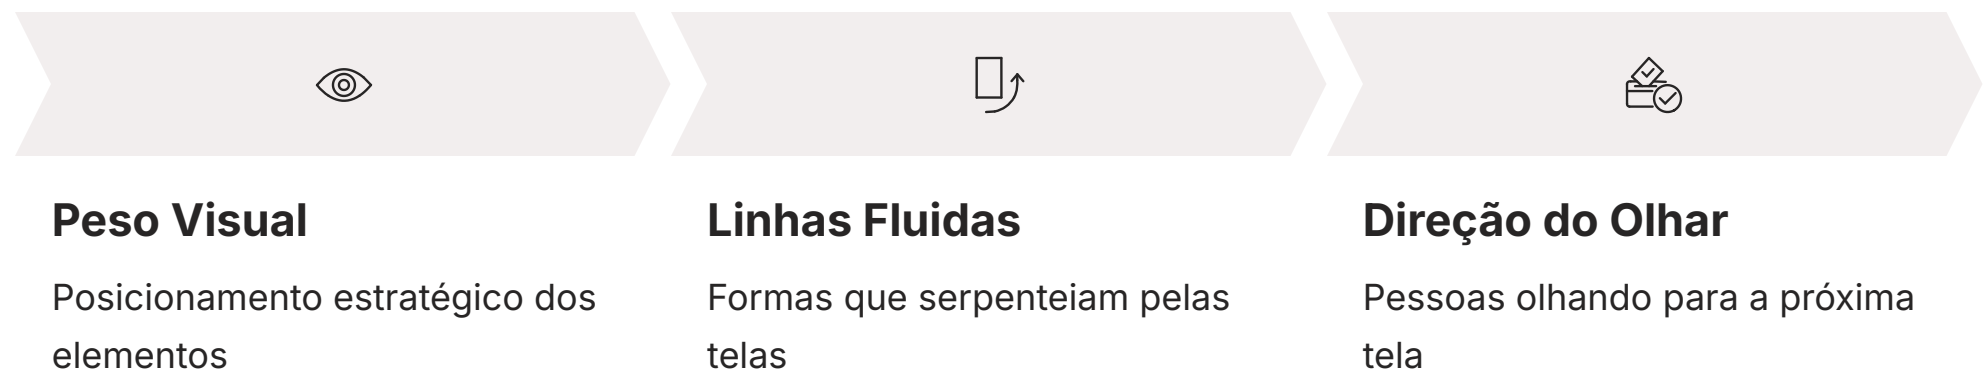 Peso Visual
Posicionamento estratégico dos
elementos
Linhas Fluidas
Formas que serpenteiam pelas
telas
Direção do Olhar
Pessoas olhando para a próxima
tela